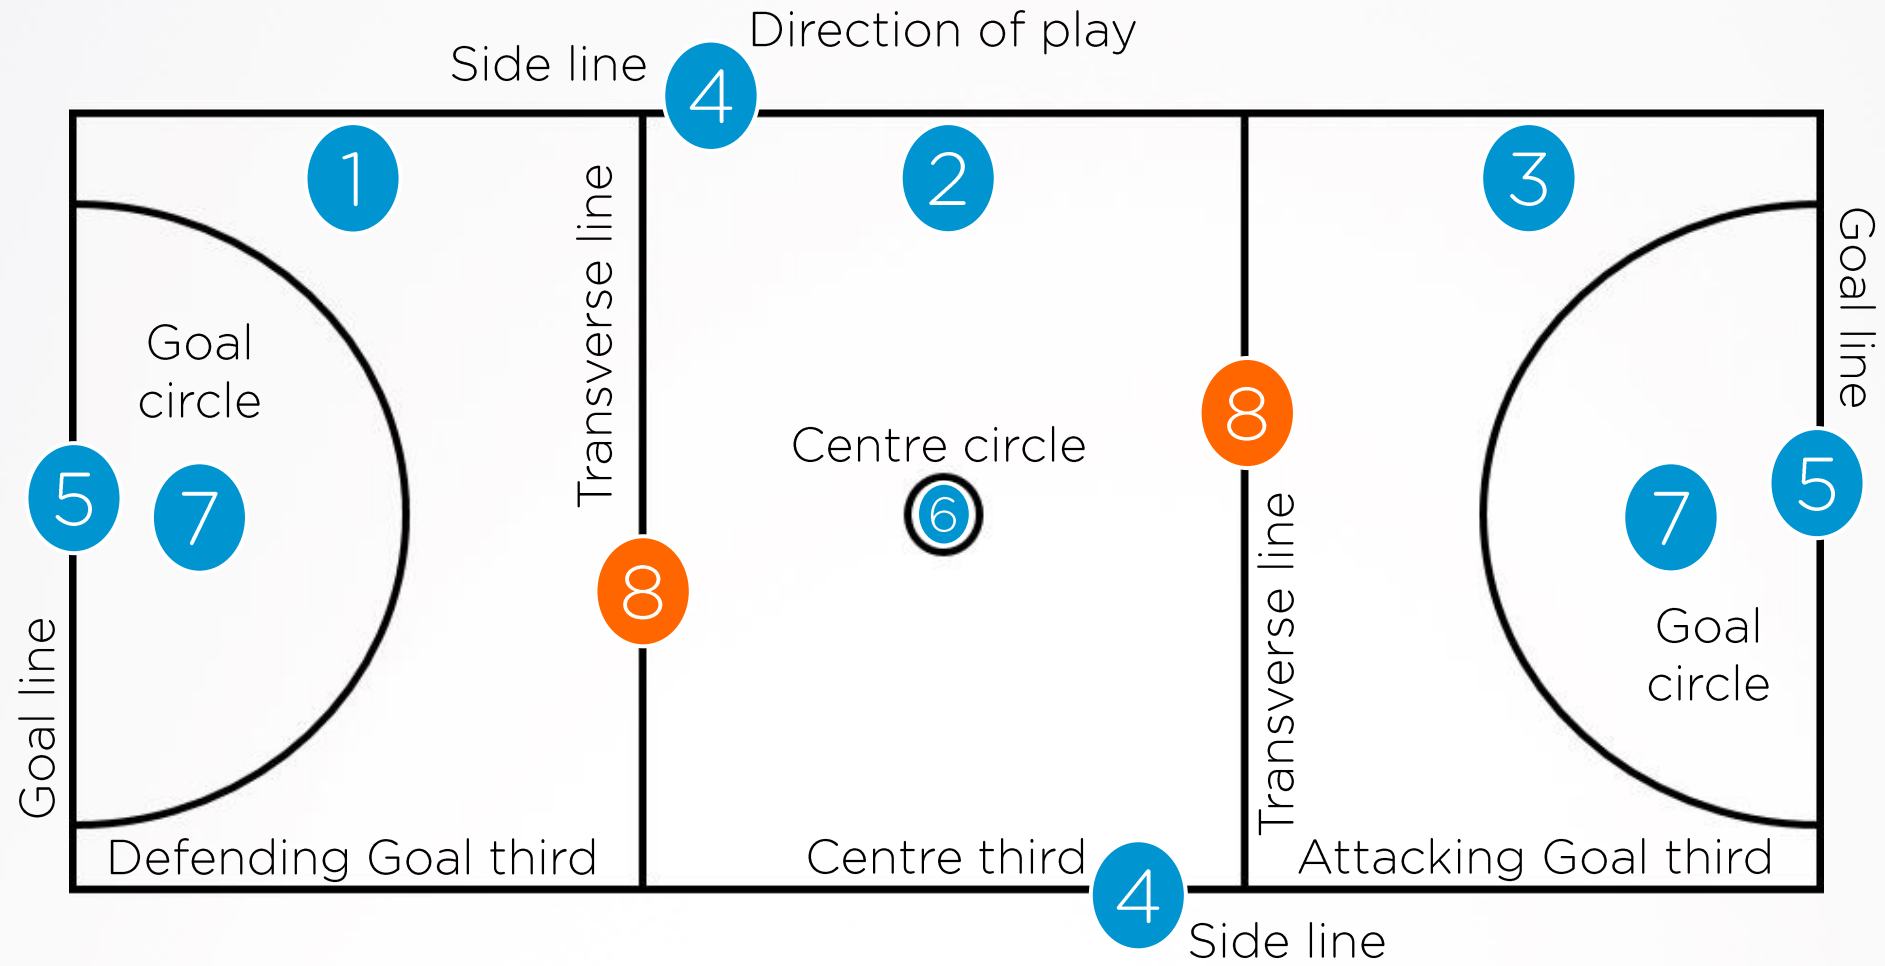 Direction of play
Side line
4
1
2
3
Transverse line
Goal line
Goal
circle
8
Centre circle
5
7
6
7
5
8
Transverse line
Goal
circle
Goal line
Defending Goal third
Centre third
Attacking Goal third
4
Side line